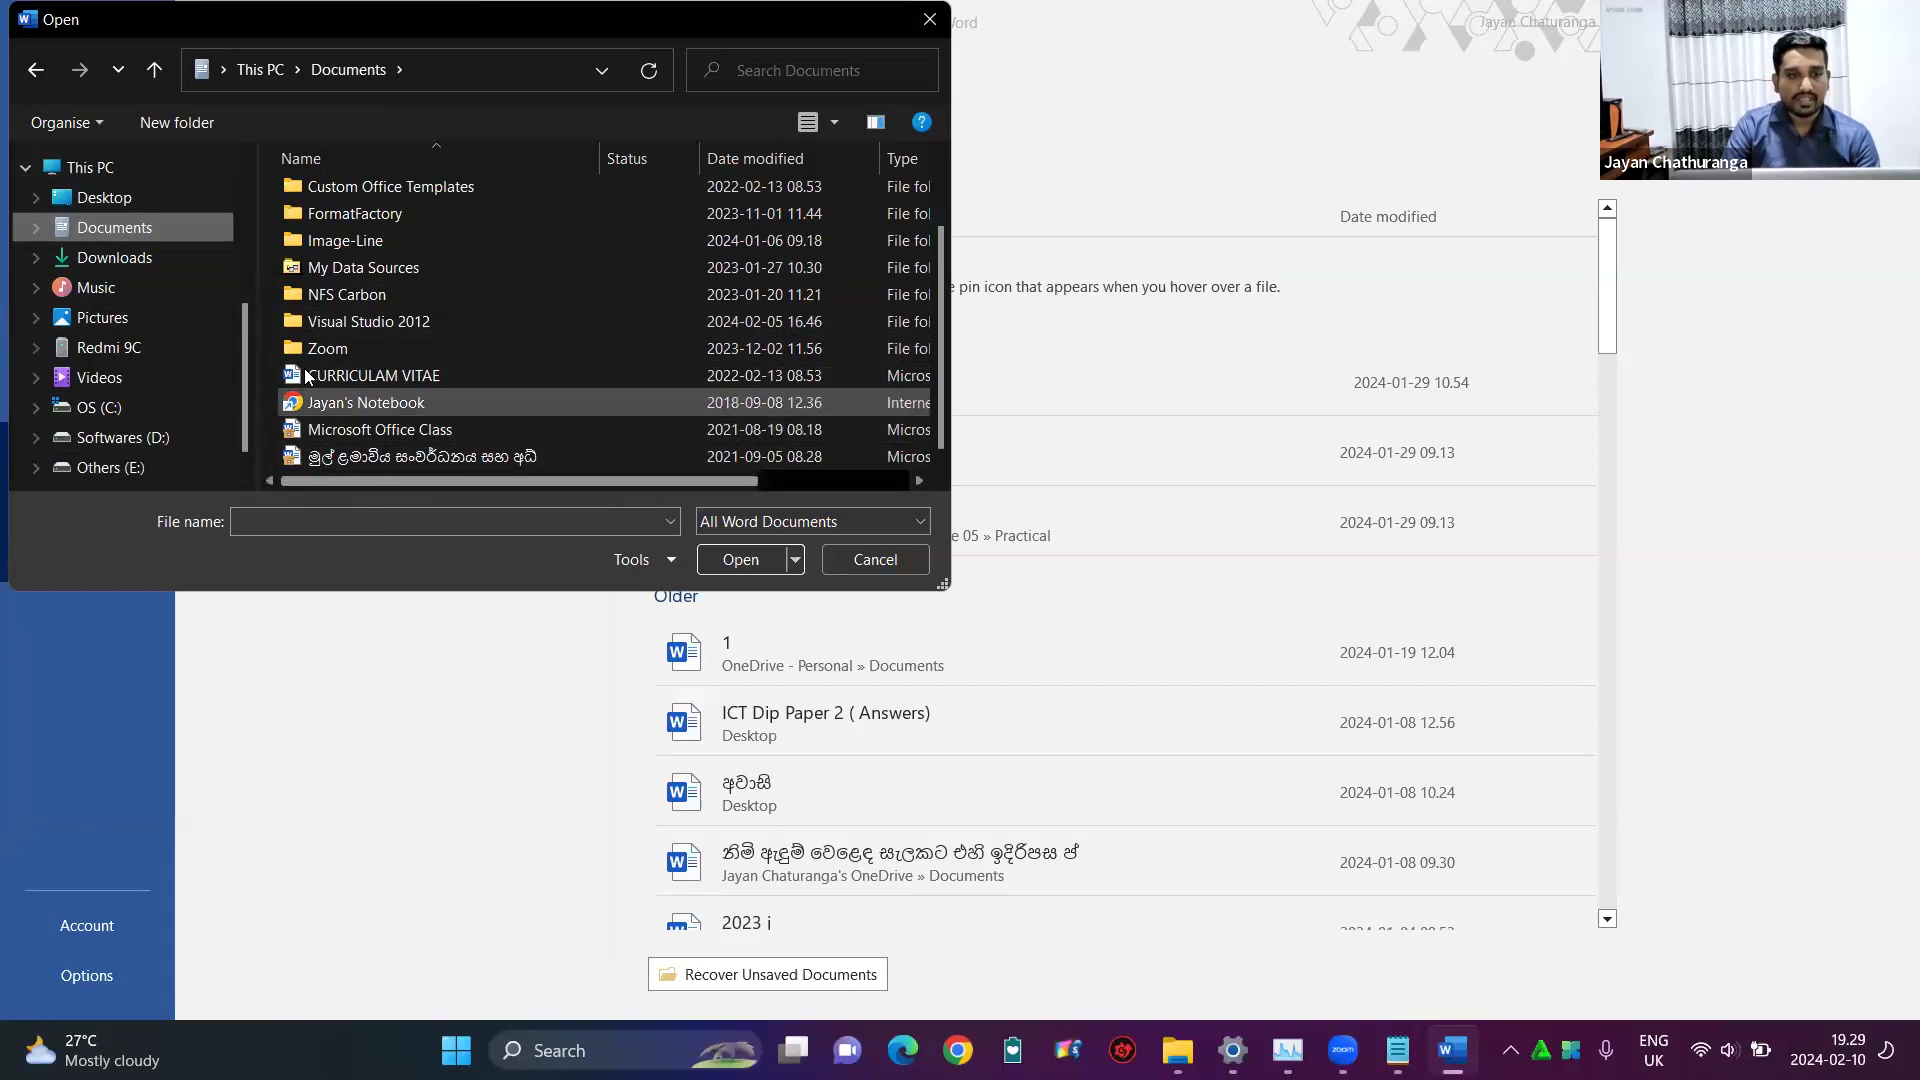 Open
Word
Jayan Chaturanga
Jayan Chathuranga
This PC
Documents
Search Documents
Organise
New folder
Name
Status
Date modified
Type
This PC
Desktop
Documents
Downloads
Music
Pictures
Redmi 9C
Videos
OS (C:)
Softwares (D:)
Others (E:)
Custom Office Templates 2022-02-13 08.53 File fol
FormatFactory 2023-11-01 11.44 File fol
Image-Line 2024-01-06 09.18 File fol
My Data Sources 2023-01-27 10.30 File fol
NFS Carbon 2023-01-20 11.21 File fol
Visual Studio 2012 2024-02-05 16.46 File fol
Zoom 2023-12-02 11.56 File fol
CURRICULAM VITAE 2022-02-13 08.53 Micros
Jayan's Notebook 2018-09-08 12.36 Interne
Microsoft Office Class 2021-08-19 08.18 Micros
මුල් ළමාවිය සංවර්ධනය සහ අධ් 2021-09-05 08.28 Micros
File name:
All Word Documents
Tools
Open
Cancel
Date modified
pin icon that appears when you hover over a file.
2024-01-29 10.54
2024-01-29 09.13
2024-01-29 09.13
e 05 » Practical
Older
1
OneDrive - Personal » Documents
2024-01-19 12.04
ICT Dip Paper 2 ( Answers)
Desktop
2024-01-08 12.56
අවාසි
Desktop
2024-01-08 10.24
නිමි ඇඳුම් වෙළෙඳ සැලකට එහි ඉදිරිපස ප්
Jayan Chaturanga's OneDrive » Documents
2024-01-08 09.30
2023 i
Recover Unsaved Documents
Account
Options
27°C
Mostly cloudy
Search
zoom
ENG
UK
19.29
2024-02-10